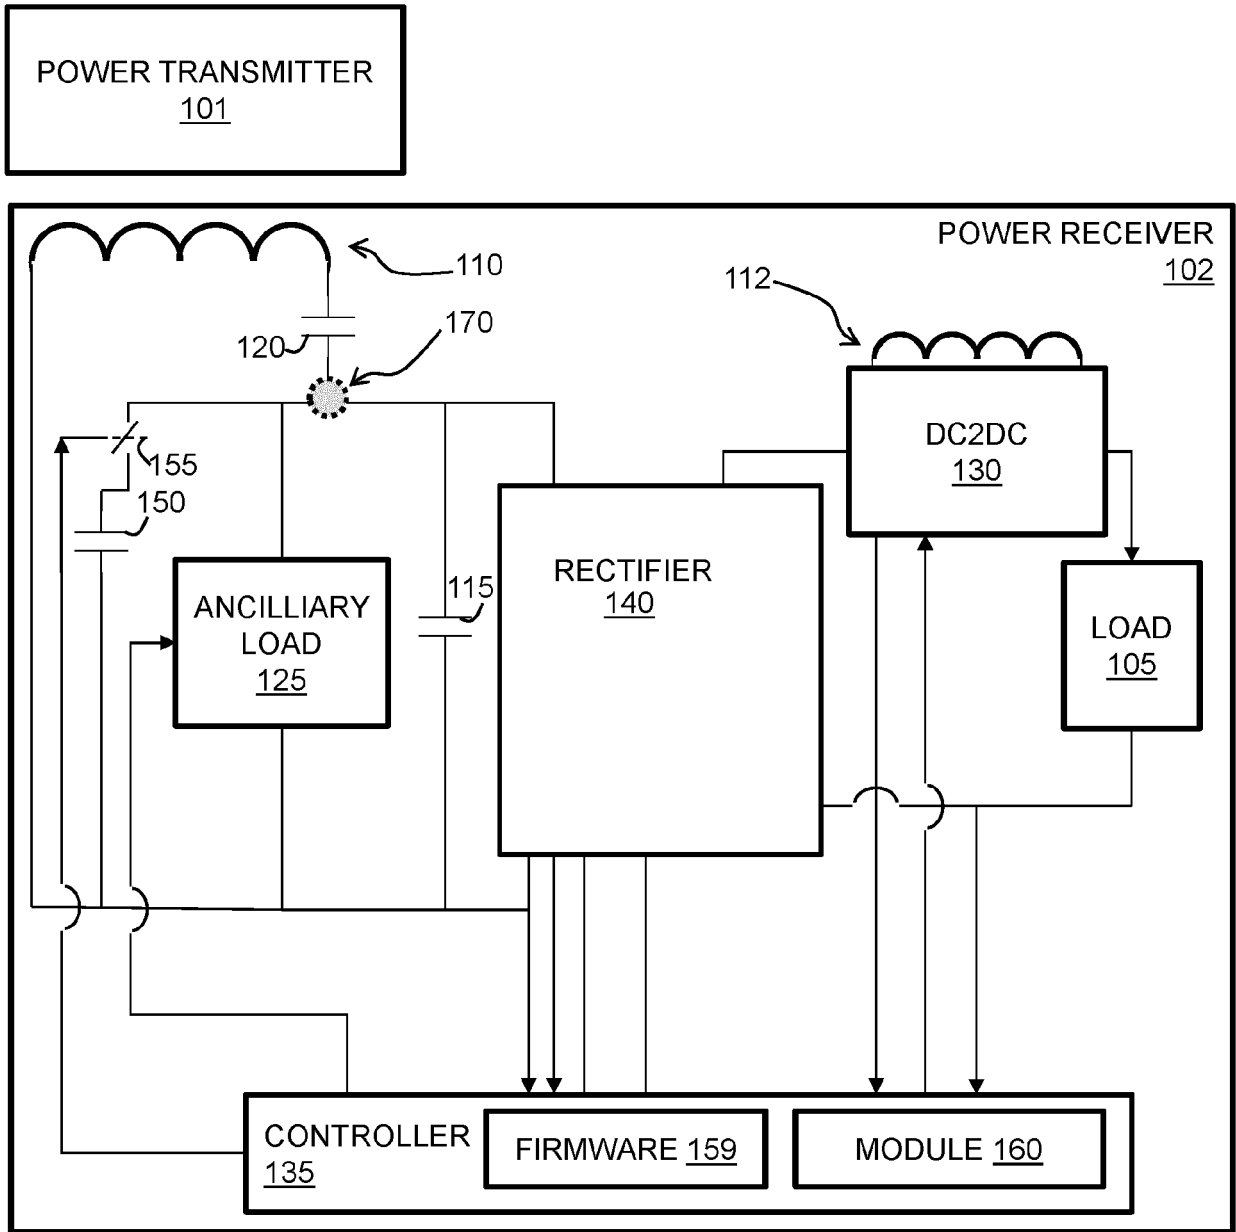 POWER TRANSMITTER
101
POWER RECEIVER
102
110
112
120
170
155
150
DC2DC
130
RECTIFIER
140
115
ANCILLIARY
LOAD
125
LOAD
105
CONTROLLER
135
FIRMWARE 159
MODULE 160